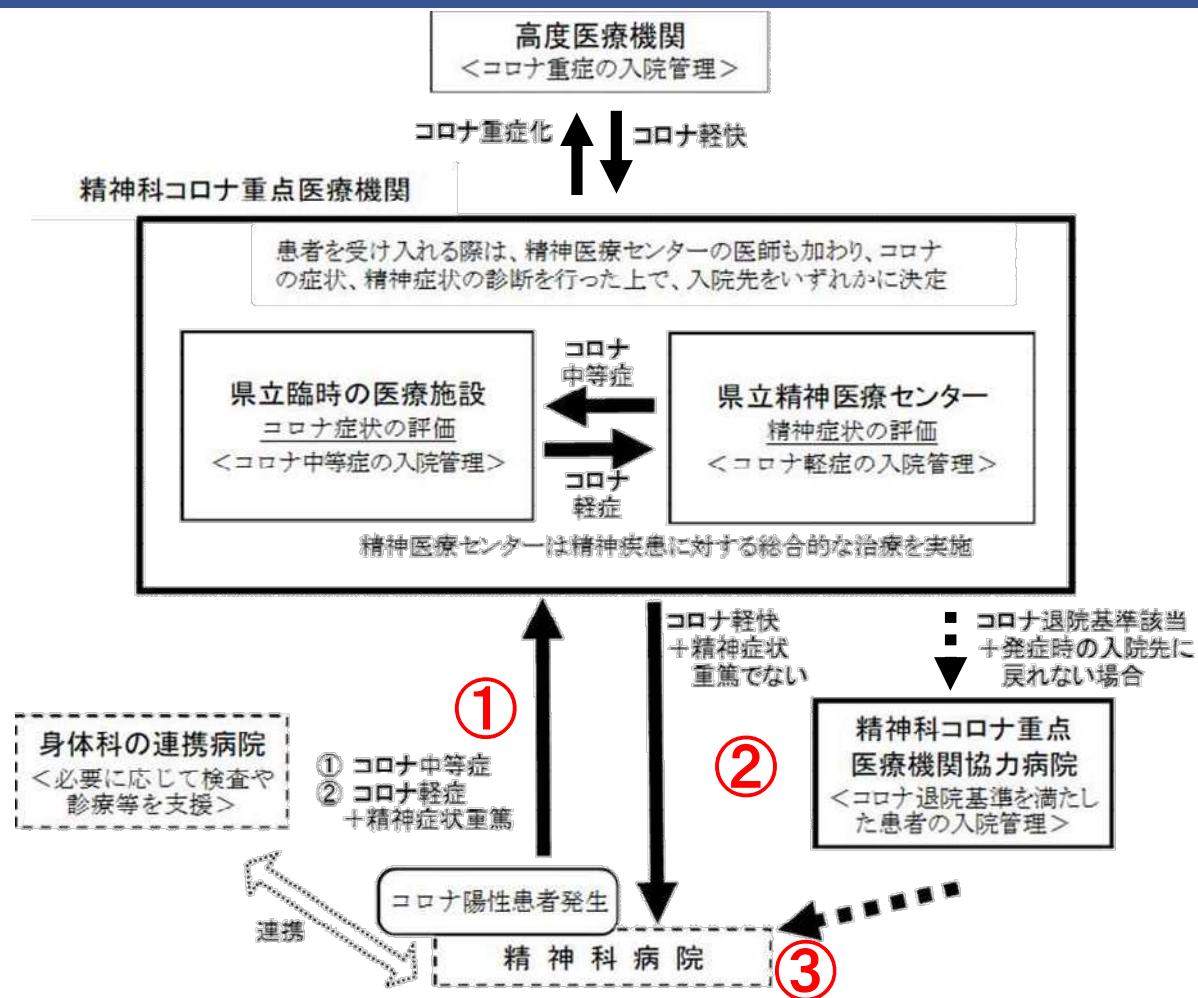 高度医療機関
＜コロナ重症の入院管理＞
コロナ重症化
コロナ軽快
精神科コロナ重点医療機関
患者を受け入れる際は、精神医療センターの医師も加わり、コロナ
の症状、精神症状の診断を行った上で、入院先をいずれかに決定
県立臨時の医療施設
コロナ症状の評価
＜コロナ中等症の入院管理＞
コロナ
中等症
コロナ
軽症
県立精神医療センター
精神症状の評価
＜コロナ軽症の入院管理＞
精神医療センターは精神疾患に対する総合的な治療を実施
①
① コロナ中等症
② コロナ軽症
＋精神症状重篤
コロナ軽快
＋精神症状
重篤でない
コロナ退院基準該当
＋発症時の入院先に
戻れない場合
②
精神科コロナ重点
医療機関協力病院
＜コロナ退院基準を満たし
た患者の入院管理＞
身体科の連携病院
＜必要に応じて検査や
診療等を支援＞
連携
コロナ陽性患者発生
精神科病院
③